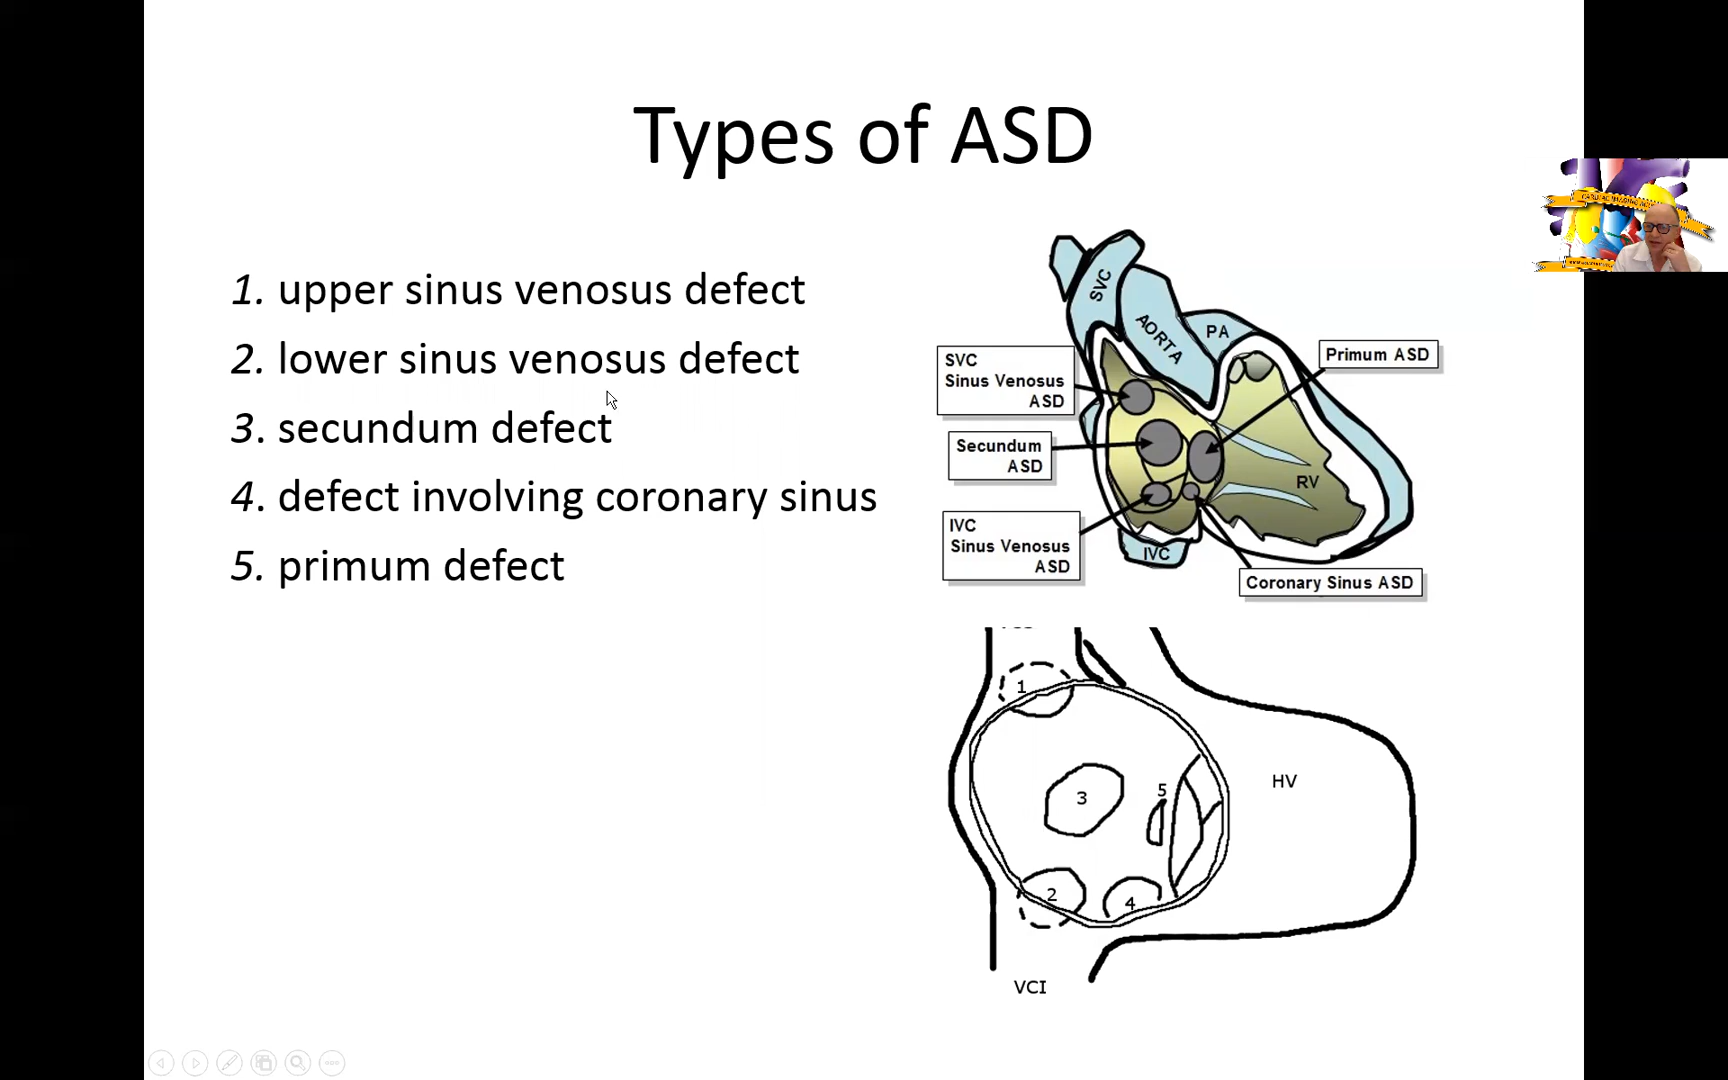 Types of ASD
1. upper sinus venosus defect
2. lower sinus venosus defect
3. secundum defect
4. defect involving coronary sinus
5. primum defect
SVC
AORTA
PA
Primum ASD
SVC
Sinus Venosus
ASD
Secundum
ASD
RV
IVC
Sinus Venosus
ASD
IVC
Coronary Sinus ASD
1
3
5
HV
2
4
VCI